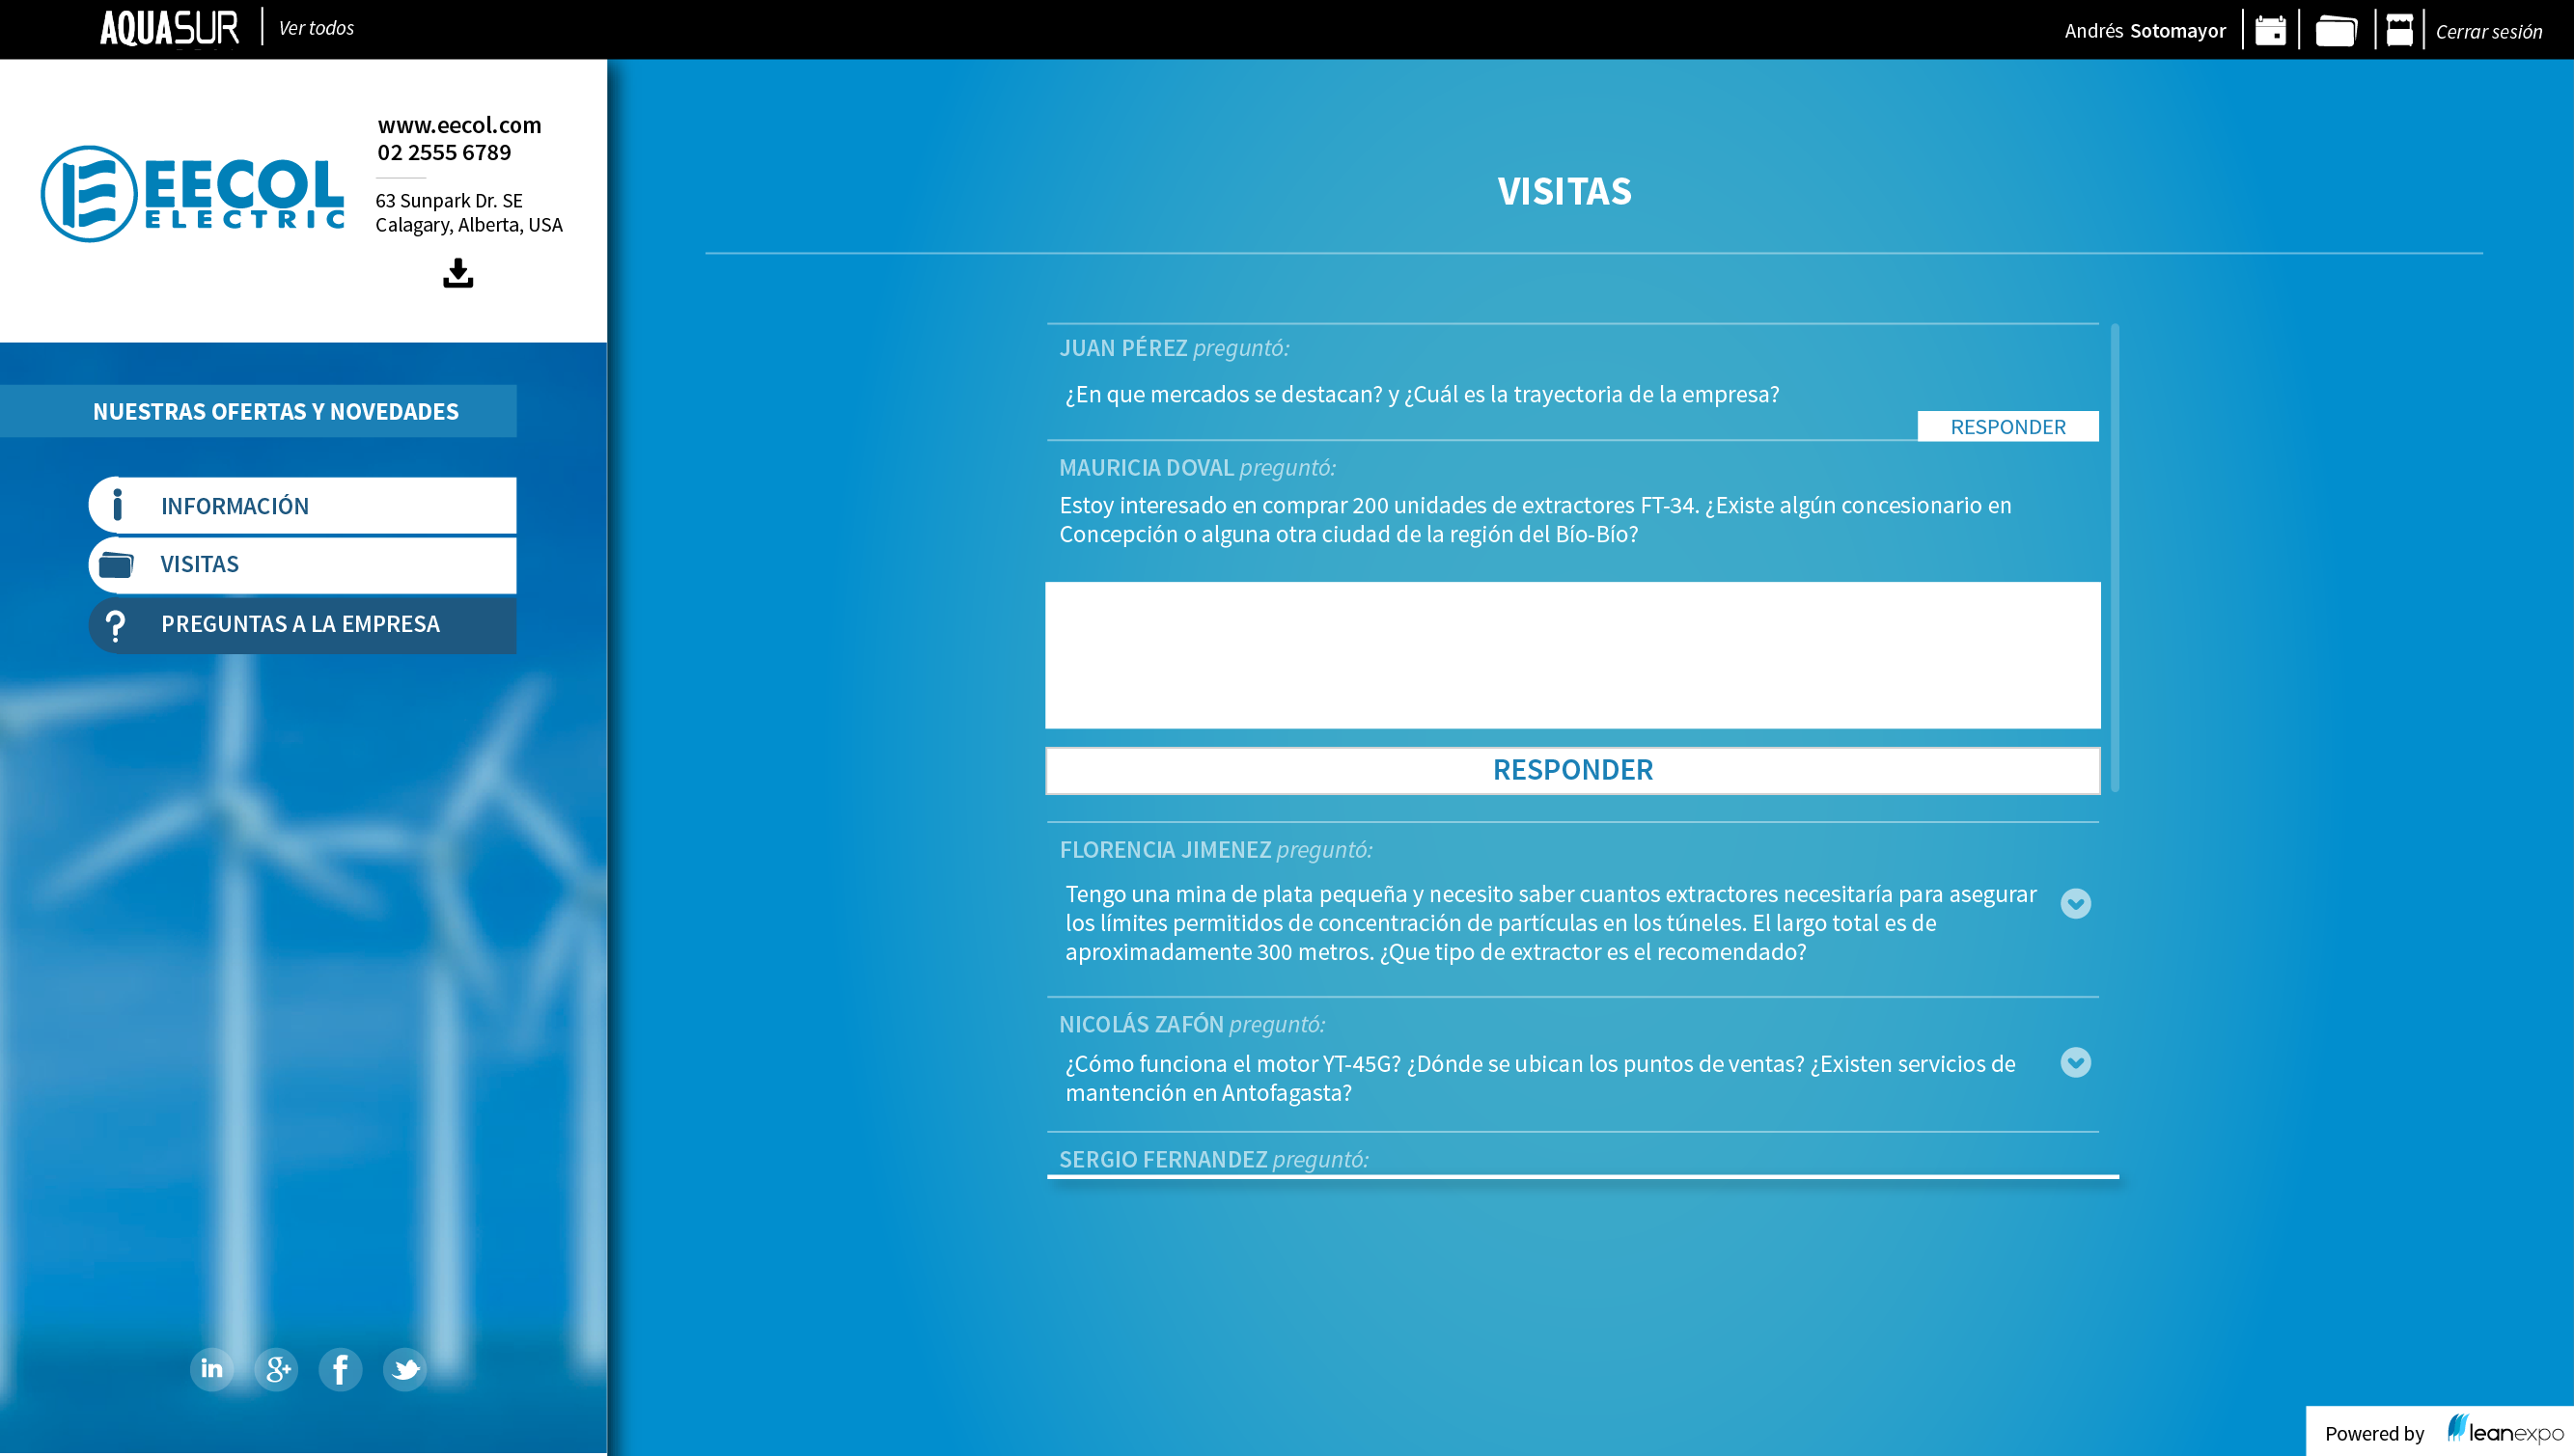 AQUASUR
Ver todos
Andrés Sotomayor
Cerrar sesión
EECOL
ELECTRIC
www.eecol.com
02 2555 6789
63 Sunpark Dr. SE
Calagary, Alberta, USA
NUESTRAS OFERTAS Y NOVEDADES
INFORMACIÓN
VISITAS
PREGUNTAS A LA EMPRESA
VISITAS
JUAN PÉREZ preguntó:
¿En que mercados se destacan? y ¿Cuál es la trayectoria de la empresa?
RESPONDER
MAURICIA DOVAL preguntó:
Estoy interesado en comprar 200 unidades de extractores FT-34. ¿Existe algún concesionario en
Concepción o alguna otra ciudad de la región del Bío-Bío?
RESPONDER
FLORENCIA JIMENEZ preguntó:
Tengo una mina de plata pequeña y necesito saber cuantos extractores necesitaría para asegurar
los límites permitidos de concentración de partículas en los túneles. El largo total es de
aproximadamente 300 metros. ¿Que tipo de extractor es el recomendado?
NICOLÁS ZAFÓN preguntó:
¿Cómo funciona el motor YT-45G? ¿Dónde se ubican los puntos de ventas? ¿Existen servicios de
mantención en Antofagasta?
SERGIO FERNANDEZ preguntó:
in g+ f
Powered by leanexpo